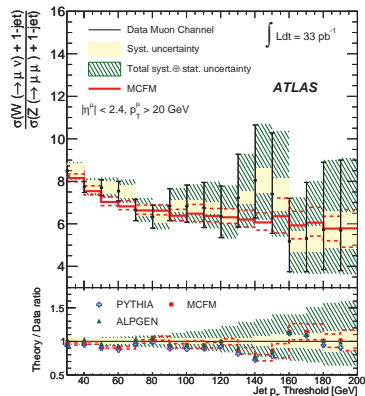 σ(W (→ μ ν) + 1-jet)
σ(Z (→ μ μ) + 1-jet)
16
14
12
10
8
6
4
Data Muon Channel
Syst. uncertainty
Total syst.⊕ stat. uncertainty
MCFM
|η^μ| < 2.4, p_T^μ > 20 GeV
∫ Ldt = 33 pb⁻¹
ATLAS
Theory / Data ratio
1.5
1
0.5
PYTHIA
MCFM
ALPGEN
40 60 80 100 120 140 160 180 200
Jet p_T Threshold [GeV]